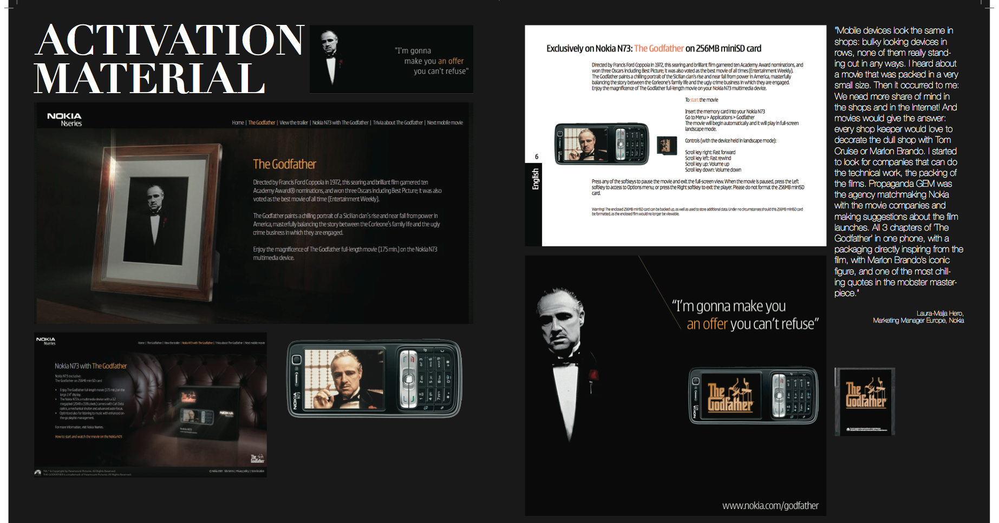 ACTIVATION
MATERIAL
"I'm gonna
make you an offer
you can't refuse"
NOKIA
Nseries
Home | The Godfather | View the trailer | Nokia N73 with The Godfather | Trivia about The Godfather | Next mobile movie
The Godfather
Directed by Francis Ford Coppola in 1972, this searing and brilliant film garnered ten
Academy Award® nominations, and won three Oscars including Best Picture; it was also
voted as the best movie of all time (Entertainment Weekly).
The Godfather paints a chilling portrait of a Sicilian clan's rise and near fall from power in
America, masterfully balancing the story between the Corleone's family life and the ugly
crime business in which they are engaged.
Enjoy the magnificence of The Godfather full-length movie (175 min.) on the Nokia N73
multimedia device.
NOKIA
Nseries
Home | The Godfather | View the trailer | Nokia N73 with The Godfather | Trivia about The Godfather | Next mobile movie
Nokia N73 with The Godfather
Nokia N73 exclusive:
The Godfather on 256MB miniSD card
• Enjoy The Godfather full-length movie (175 min.) on the
large 2.4" display.
• The Nokia N73 is a multimedia device with a 3.2
megapixel (2048 x 1536 pixels) camera with Carl Zeiss
optics, a mechanical shutter and advanced auto focus.
• Optimized also for listening to music with enhanced on-
the-go playlist management.
For more information, visit Nokia Nseries.
How to start and watch the movie on the Nokia N73
NOKIA
Nseries
The
Godfather
TM, ® & Copyright by Paramount Pictures. All Rights Reserved.
THE GODFATHER is a trademark of Paramount Pictures. All Rights Reserved.
NOKIA
N73
Exclusively on Nokia N73: The Godfather on 256MB miniSD card
Directed by Francis Ford Coppola in 1972, this searing and brilliant film garnered ten Academy Award nominations, and
won three Oscars including Best Picture; it was also voted as the best movie of all times (Entertainment Weekly).
The Godfather paints a chilling portrait of the Sicilian clan's rise and near fall from power in America, masterfully
balancing the story between the Corleone's family life and the ugly crime business in which they are engaged.
Enjoy the magnificence of The Godfather full-length movie on your Nokia N73 multimedia device.
To start the movie
Insert the memory card into your Nokia N73
Go to Menu > Applications > Godfather
The movie will begin automatically and it will play in full-screen
landscape mode.
Controls (with the device held in landscape mode):
Scroll key right: Fast forward
Scroll key left: Fast rewind
Scroll key up: Volume up
Scroll key down: Volume down
6
English
Press any of the softkeys to pause the movie and exit the full-screen view. When the movie is paused, press the Left
softkey to access to Options menu; or press the Right softkey to exit the player. Please do not format the 256MB miniSD
card.
Warning! The enclosed 256MB miniSD card can be backed up, as well as used to store additional data. Under no circumstances should this 256MB miniSD card
be formatted, as the enclosed film would no longer be viewable.
"I'm gonna make you
an offer you can't refuse"
The
Godfather
NOKIA
N73
www.nokia.com/godfather
"Mobile devices look the same in
shops: bulky looking devices in
rows, none of them really stand-
ing out in any ways. I heard about
a movie that was packed in a very
small size. Then it occurred to me:
We need more share of mind in
the shops and in the Internet! And
movies would give the answer:
every shop keeper would love to
decorate the dull shop with Tom
Cruise or Marlon Brando. I started
to look for companies that can do
the technical work, the packing of
the films. Propaganda GEM was
the agency matchmaking Nokia
with the movie companies and
making suggestions about the film
launches. All 3 chapters of 'The
Godfather' in one phone, with a
packaging directly inspiring from the
film, with Marlon Brando's iconic
figure, and one of the most chill-
ing quotes in the mobster master-
piece."
Laura-Maija Hero,
Marketing Manager Europe, Nokia
The
Godfather